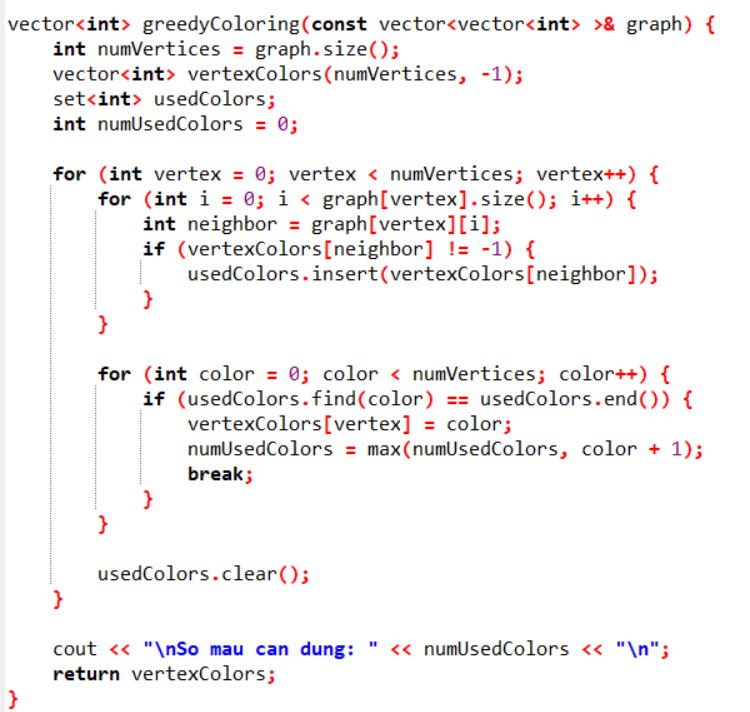 vector<int> greedyColoring(const vector<vector<int> >& graph) {
    int numVertices = graph.size();
    vector<int> vertexColors(numVertices, -1);
    set<int> usedColors;
    int numUsedColors = 0;

    for (int vertex = 0; vertex < numVertices; vertex++) {
        for (int i = 0; i < graph[vertex].size(); i++) {
            int neighbor = graph[vertex][i];
            if (vertexColors[neighbor] != -1) {
                usedColors.insert(vertexColors[neighbor]);
            }
        }

        for (int color = 0; color < numVertices; color++) {
            if (usedColors.find(color) == usedColors.end()) {
                vertexColors[vertex] = color;
                numUsedColors = max(numUsedColors, color + 1);
                break;
            }
        }

        usedColors.clear();
    }

    cout << "\nSo mau can dung: " << numUsedColors << "\n";
    return vertexColors;
}